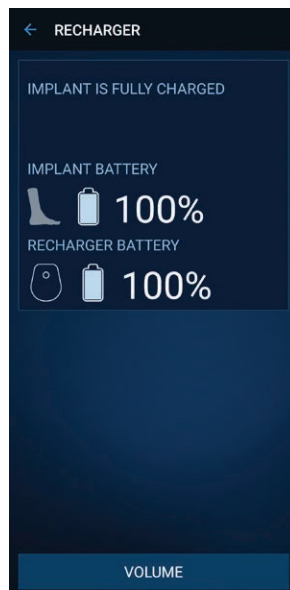 RECHARGER
IMPLANT IS FULLY CHARGED
IMPLANT BATTERY
100%
RECHARGER BATTERY
100%
VOLUME